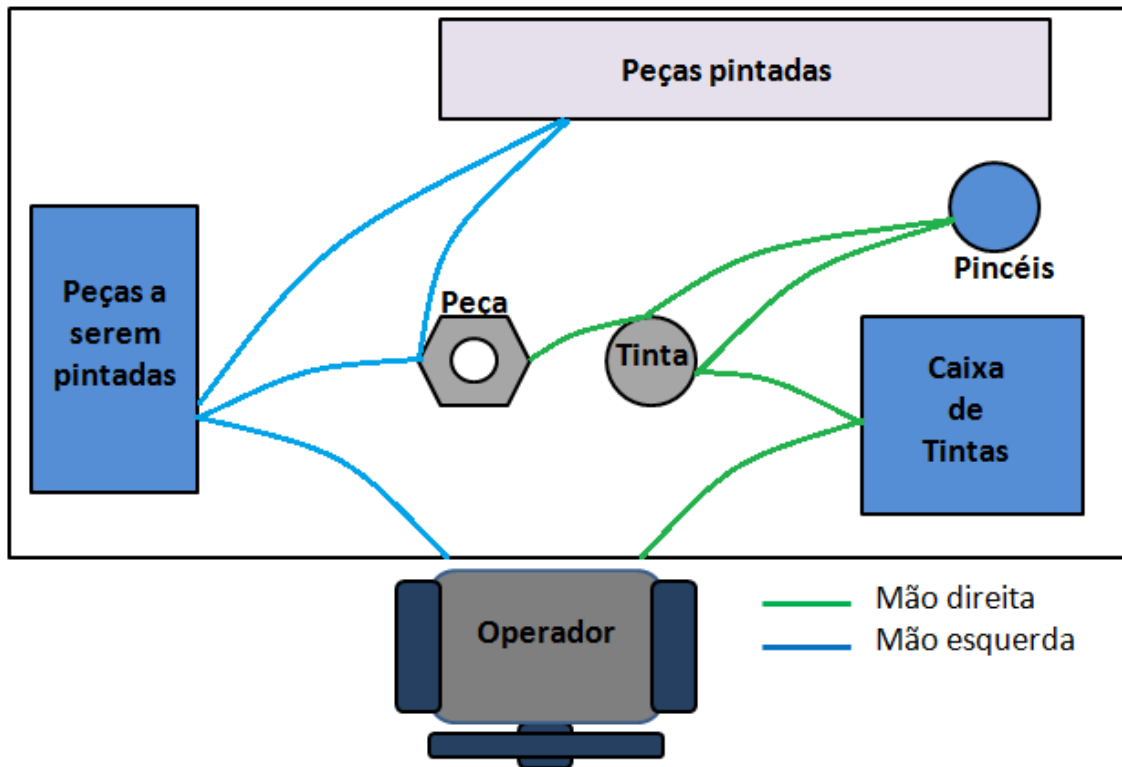 Peças pintadas
Pincéis
Peças a
serem
pintadas
Peça
Tinta
Caixa
de
Tintas
Operador
Mão direita
Mão esquerda